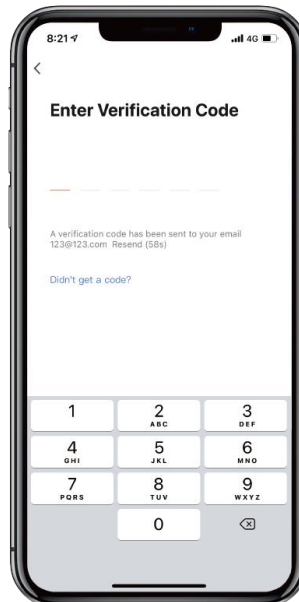 8:21 4G
Enter Verification Code
A verification code has been sent to your email
123@123.com Resend (58s)
Didn't get a code?
1 2 3
ABC DEF
4 5 6
GHI JKL MNO
7 8 9
PQRS TUV WXYZ
0